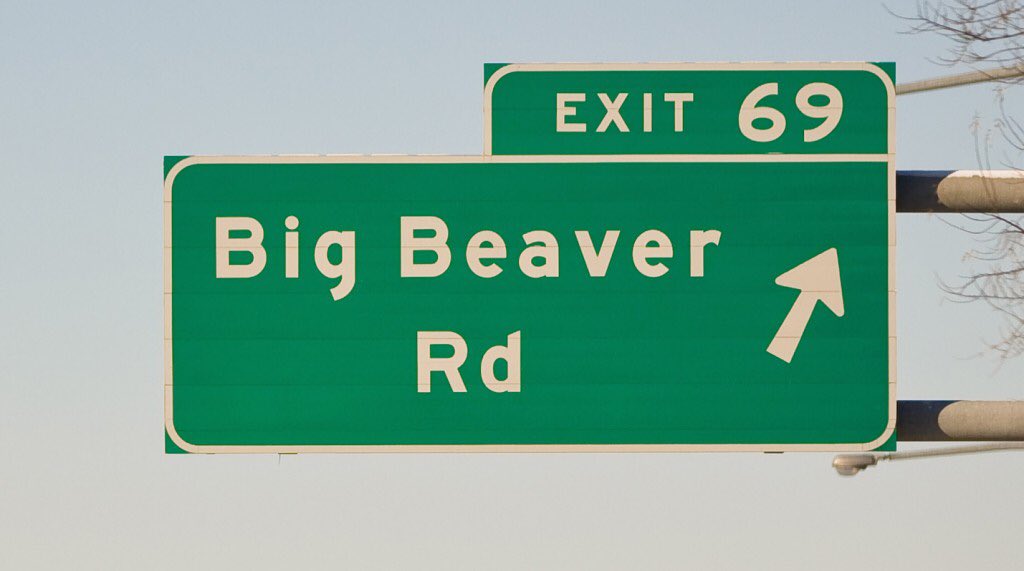 EXIT 69
Big Beaver
Rd